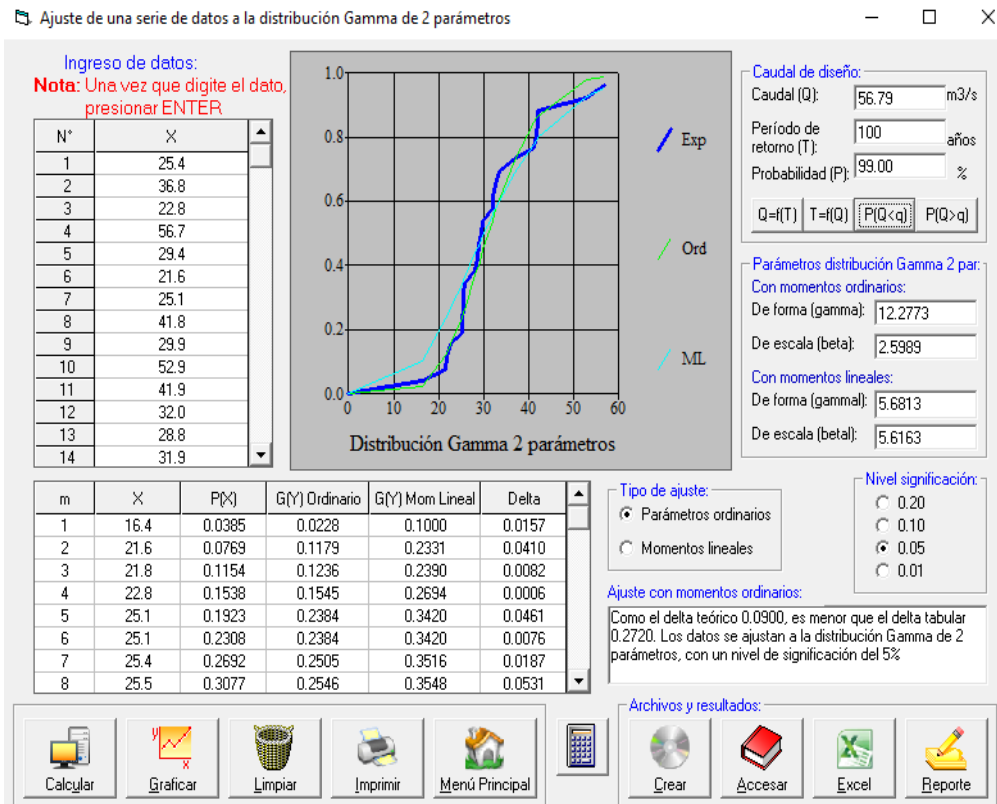 Ajuste de una serie de datos a la distribución Gamma de 2 parámetros
Ingreso de datos:
Nota: Una vez que digite el dato,
presionar ENTER
N° X
1 25.4
2 36.8
3 22.8
4 56.7
5 29.4
6 21.6
7 25.1
8 41.8
9 29.9
10 52.9
11 41.9
12 32.0
13 28.8
14 31.9
1.0
0.8
0.6
0.4
0.2
0.0
0 10 20 30 40 50 60
Distribución Gamma 2 parámetros
Exp
Ord
ML
Caudal de diseño:
Caudal (Q): 56.79 m3/s
Período de
retorno (T): 100 años
Probabilidad (P): 99.00 %
Q=f(T) T=f(Q) P(Q<q) P(Q>q)
Parámetros distribución Gamma 2 par:
Con momentos ordinarios:
De forma (gamma): 12.2773
De escala (beta): 2.5989
Con momentos lineales:
De forma (gammal): 5.6813
De escala (betal): 5.6163
m X P(X) G(Y) Ordinario G(Y) Mom Lineal Delta
1 16.4 0.0385 0.0228 0.1000 0.0157
2 21.6 0.0769 0.1179 0.2331 0.0410
3 21.8 0.1154 0.1236 0.2390 0.0082
4 22.8 0.1538 0.1545 0.2694 0.0006
5 25.1 0.1923 0.2384 0.3420 0.0461
6 25.1 0.2308 0.2384 0.3420 0.0076
7 25.4 0.2692 0.2505 0.3516 0.0187
8 25.5 0.3077 0.2546 0.3548 0.0531
Tipo de ajuste:
Parámetros ordinarios
Momentos lineales
Nivel significación:
0.20
0.10
0.05
0.01
Ajuste con momentos ordinarios:
Como el delta teórico 0.0900, es menor que el delta tabular
0.2720. Los datos se ajustan a la distribución Gamma de 2
parámetros, con un nivel de significación del 5%
Calcular
Graficar
Limpiar
Imprimir
Menú Principal
Archivos y resultados:
Crear
Accesar
Excel
Reporte